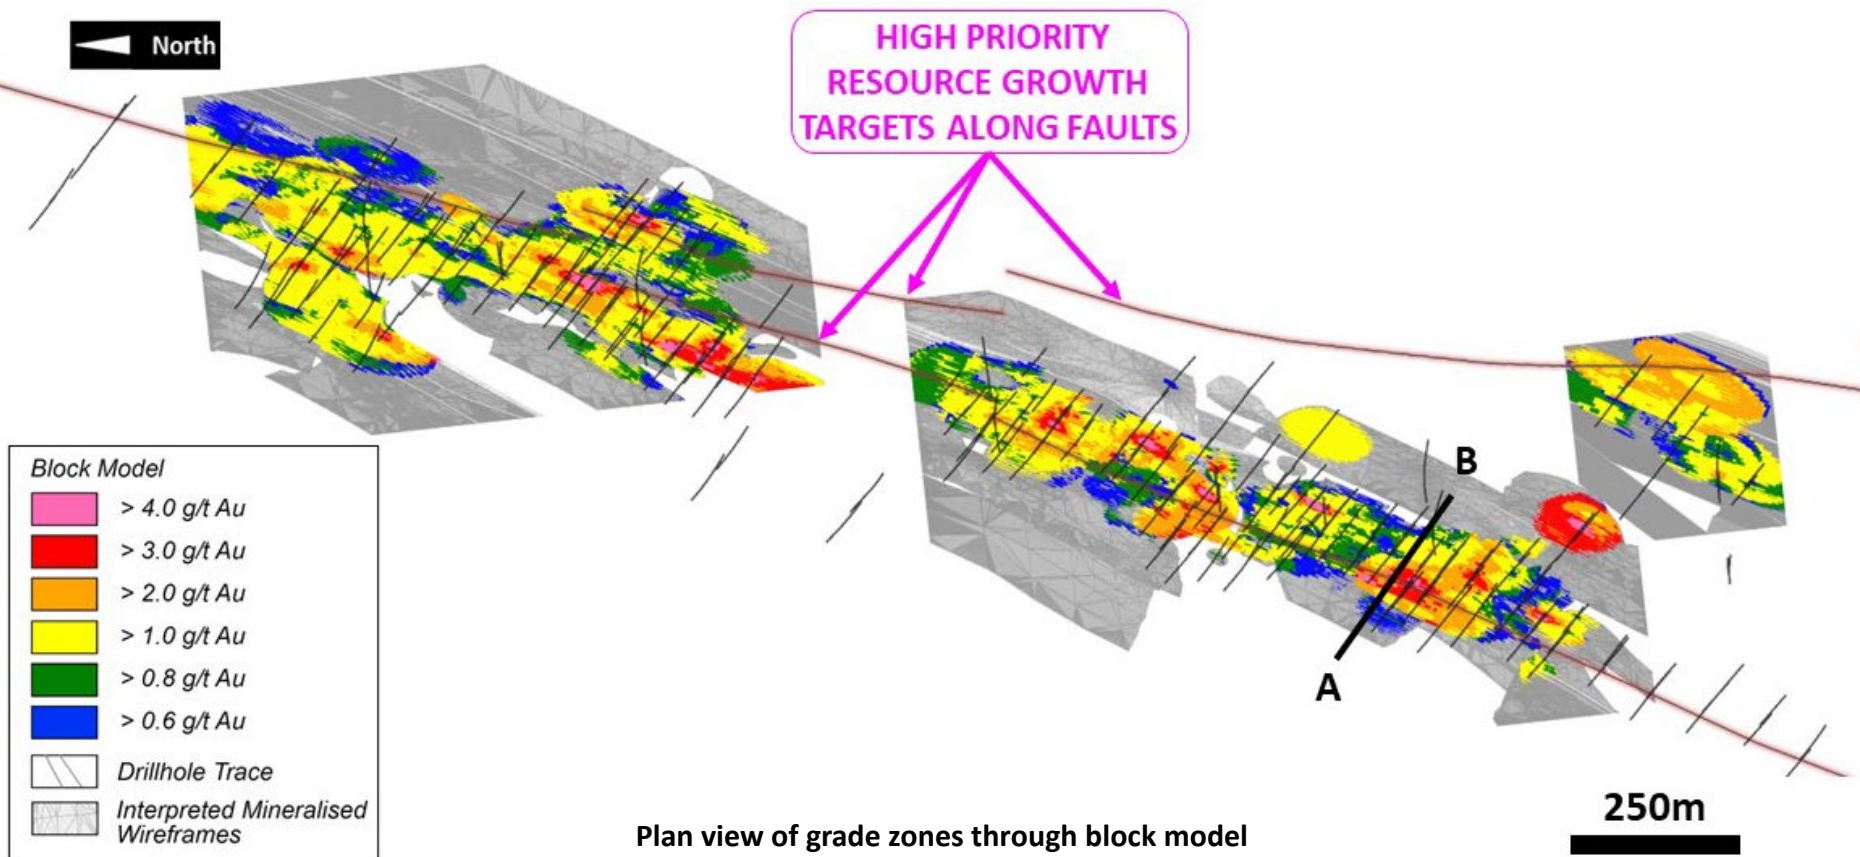 North
HIGH PRIORITY
RESOURCE GROWTH
TARGETS ALONG FAULTS
B
A
Block Model
> 4.0 g/t Au
> 3.0 g/t Au
> 2.0 g/t Au
> 1.0 g/t Au
> 0.8 g/t Au
> 0.6 g/t Au
Drillhole Trace
Interpreted Mineralised
Wireframes
Plan view of grade zones through block model
250m